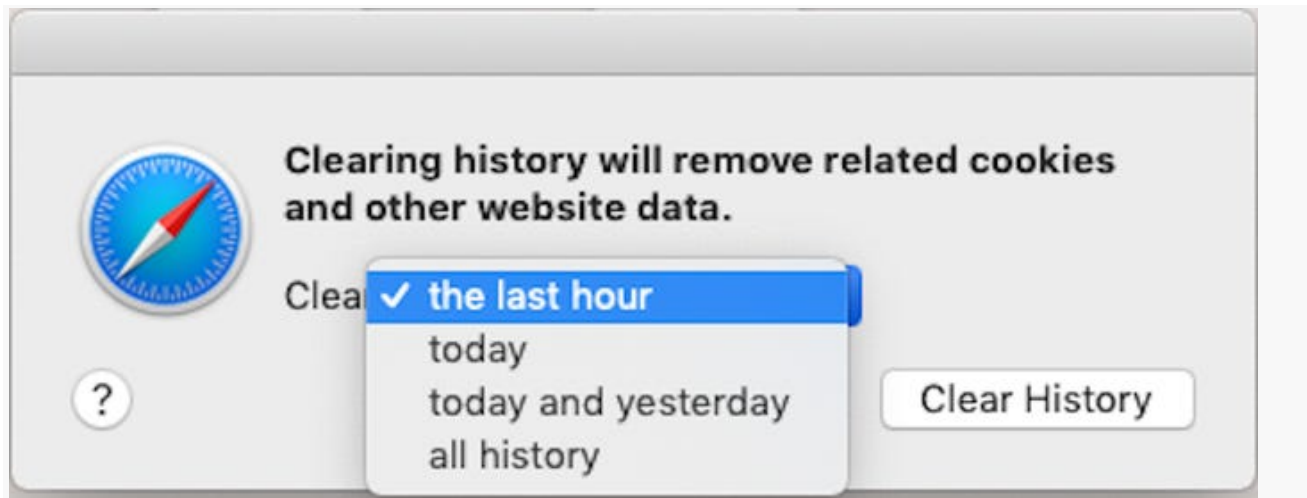 Clearing history will remove related cookies
and other website data.
Clea ✓ the last hour
today
today and yesterday
all history
? Clear History